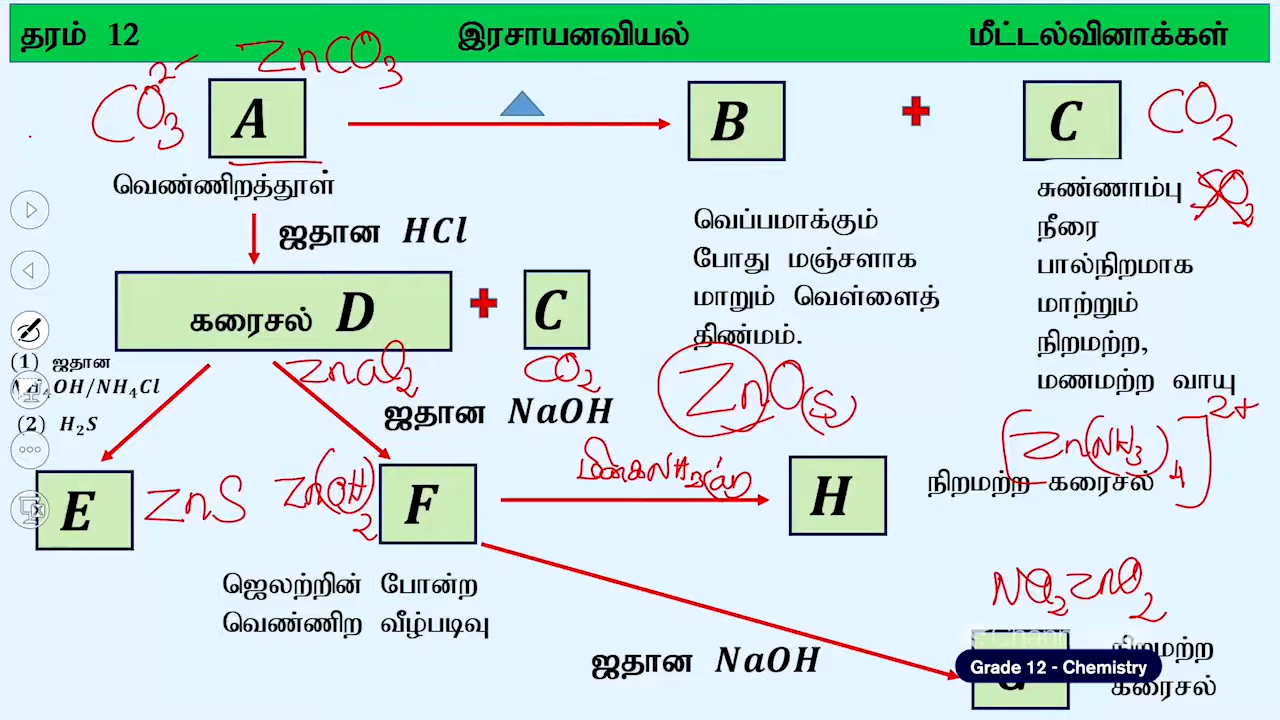 தரம் 12 இரசாயனவியல் மீட்டல்வினாக்கள்
ZnCO3
CO3 2-
A B + C CO2
வெண்ணிறத்தூள்
ஐதான HCl
வெப்பமாக்கும்
போது மஞ்சளாக
மாறும் வெள்ளைத்
திண்மம்.
ZnO(s)
சுண்ணாம்பு
நீரை
பால்நிறமாக
மாற்றும்
நிறமற்ற,
மணமற்ற வாயு
கரைசல் D + C
CO2
(1) ஐதான
NH4OH/NH4Cl
(2) H2S
ஐதான NaOH
E ZnS Zn(OH)2 F
H
நிறமற்ற கரைசல்
[Zn(NH3)4]2+
ஜெலற்றின் போன்ற
வெண்ணிற வீழ்படிவு
ஐதான NaOH
Na2ZnO2
நிறமற்ற
கரைசல்
Grade 12 - Chemistry